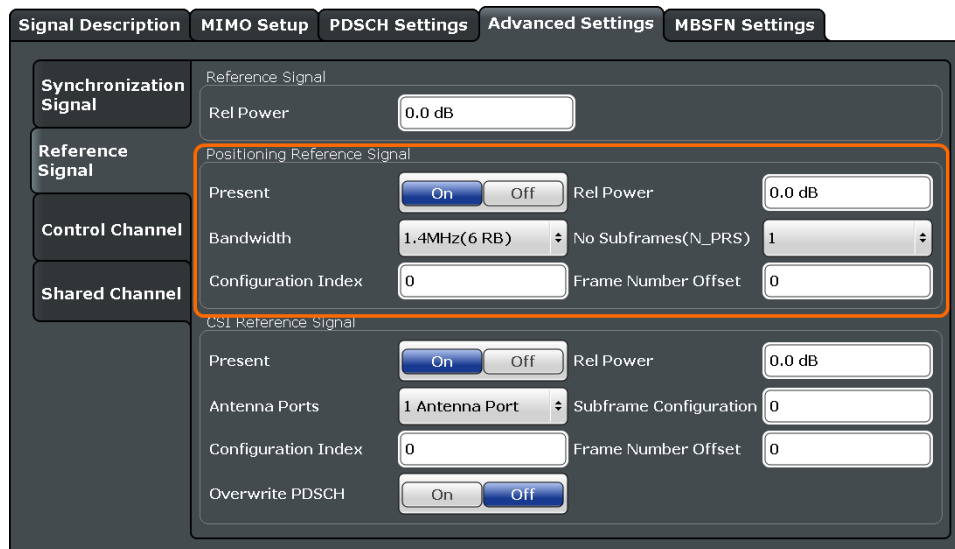 Signal Description MIMO Setup PDSCH Settings Advanced Settings MBSFN Settings
Synchronization
Signal
Reference
Signal
Control Channel
Shared Channel
Reference Signal
Rel Power 0.0 dB
Positioning Reference Signal
Present On Off Rel Power 0.0 dB
Bandwidth 1.4MHz(6 RB) No Subframes(N_PRS) 1
Configuration Index 0 Frame Number Offset 0
CSI Reference Signal
Present On Off Rel Power 0.0 dB
Antenna Ports 1 Antenna Port Subframe Configuration 0
Configuration Index 0 Frame Number Offset 0
Overwrite PDSCH On Off